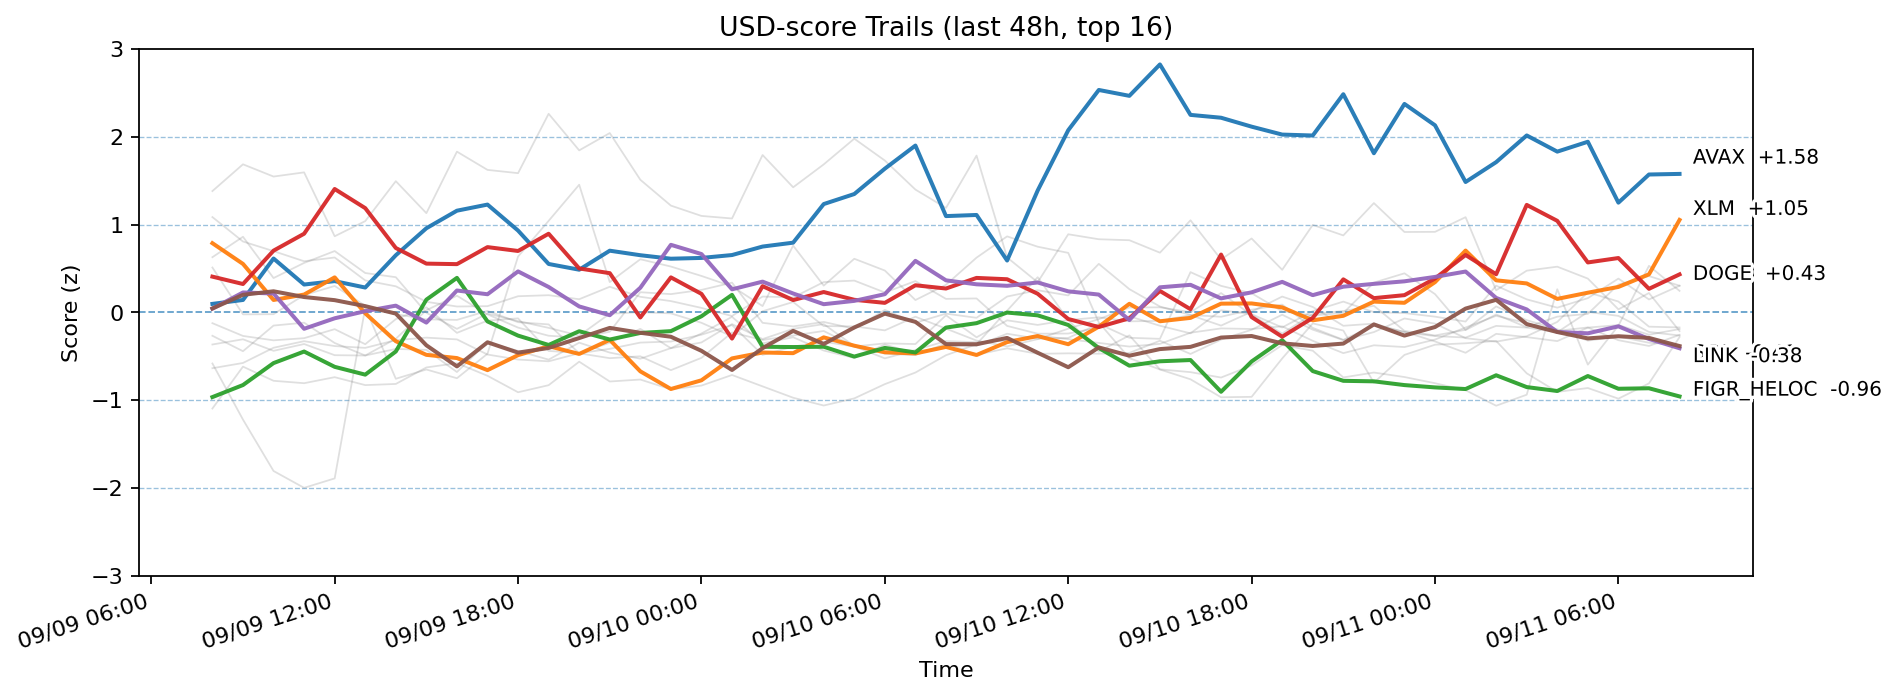 USD-score Trails (last 48h, top 16)
3
2
1
0
−1
−2
−3
Score (z)
AVAX +1.58
XLM +1.05
DOGE +0.43
LINK -0.38
FIGR_HELOC -0.96
09/09 06:00
09/09 12:00
09/09 18:00
09/10 00:00
09/10 06:00
09/10 12:00
09/10 18:00
09/11 00:00
09/11 06:00
Time